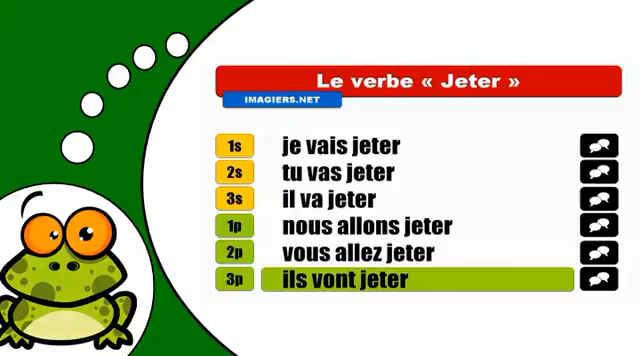 Le verbe « Jeter »
IMAGIERS.NET
1s je vais jeter
2s tu vas jeter
3s il va jeter
1p nous allons jeter
2p vous allez jeter
3p ils vont jeter